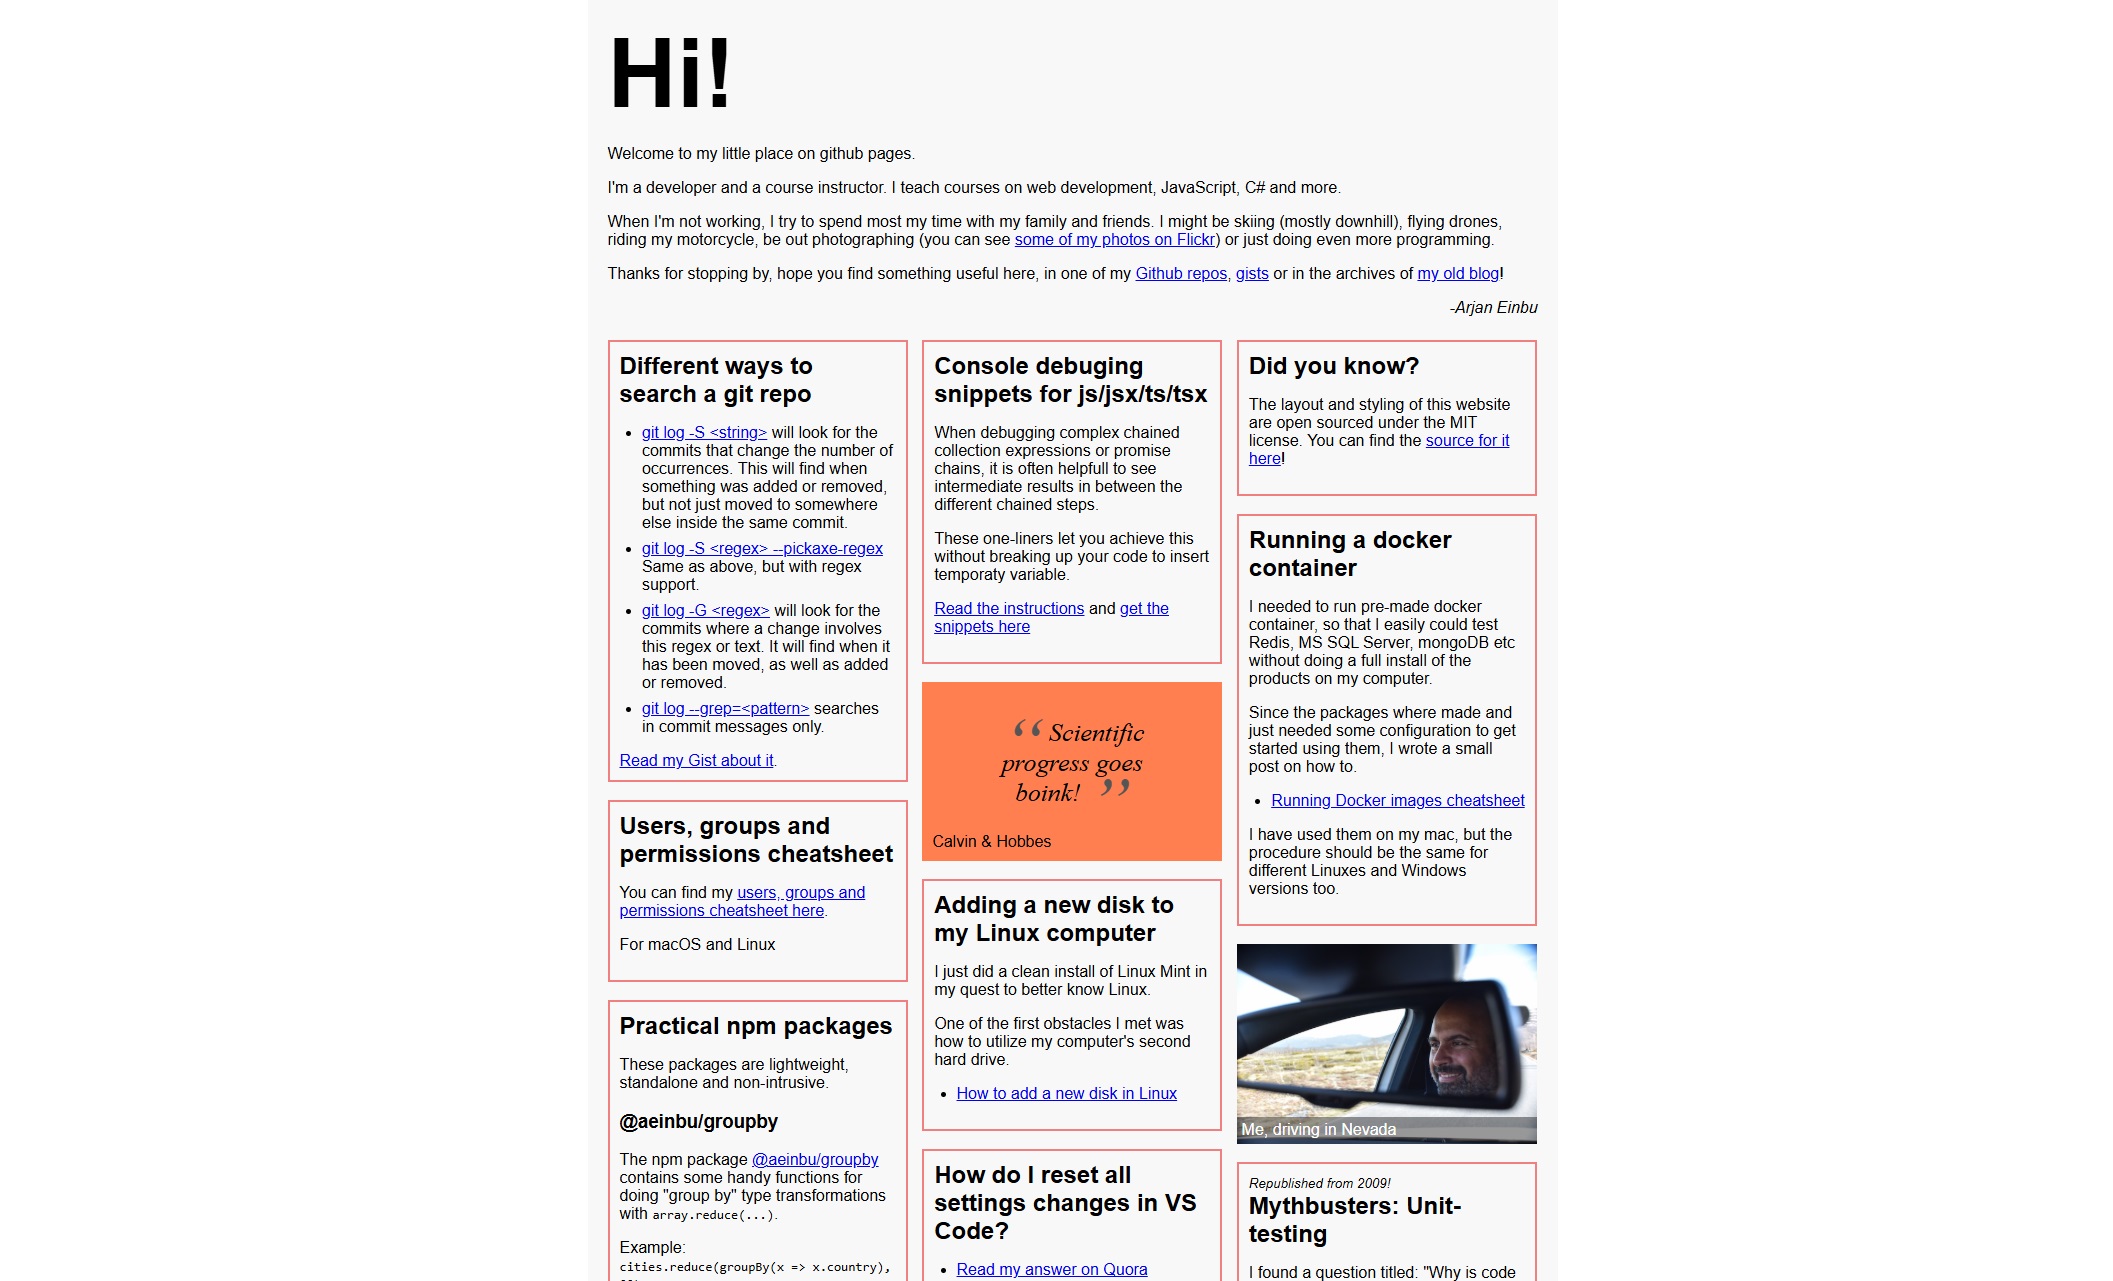 Hi!
Welcome to my little place on github pages.
I'm a developer and a course instructor. I teach courses on web development, JavaScript, C# and more.
When I'm not working, I try to spend most my time with my family and friends. I might be skiing (mostly downhill), flying drones,
riding my motorcycle, be out photographing (you can see some of my photos on Flickr) or just doing even more programming.
Thanks for stopping by, hope you find something useful here, in one of my Github repos, gists or in the archives of my old blog!
-Arjan Einbu
Different ways to
search a git repo
• git log -S <string> will look for the
commits that change the number of
occurrences. This will find when
something was added or removed,
but not just moved to somewhere
else inside the same commit.
• git log -S <regex> --pickaxe-regex
Same as above, but with regex
support.
• git log -G <regex> will look for the
commits where a change involves
this regex or text. It will find when it
has been moved, as well as added
or removed.
• git log --grep=<pattern> searches
in commit messages only.
Read my Gist about it.
Users, groups and
permissions cheatsheet
You can find my users, groups and
permissions cheatsheet here.
For macOS and Linux
Practical npm packages
These packages are lightweight,
standalone and non-intrusive.
@aeinbu/groupby
The npm package @aeinbu/groupby
contains some handy functions for
doing "group by" type transformations
with array.reduce(...).
Example:
cities.reduce(groupBy(x => x.country),
Console debuging
snippets for js/jsx/ts/tsx
When debugging complex chained
collection expressions or promise
chains, it is often helpfull to see
intermediate results in between the
different chained steps.
These one-liners let you achieve this
without breaking up your code to insert
temporaty variable.
Read the instructions and get the
snippets here
“ Scientific
progress goes
boink! ”
Calvin & Hobbes
Adding a new disk to
my Linux computer
I just did a clean install of Linux Mint in
my quest to better know Linux.
One of the first obstacles I met was
how to utilize my computer's second
hard drive.
• How to add a new disk in Linux
How do I reset all
settings changes in VS
Code?
• Read my answer on Quora
Did you know?
The layout and styling of this website
are open sourced under the MIT
license. You can find the source for it
here!
Running a docker
container
I needed to run pre-made docker
container, so that I easily could test
Redis, MS SQL Server, mongoDB etc
without doing a full install of the
products on my computer.
Since the packages where made and
just needed some configuration to get
started using them, I wrote a small
post on how to.
• Running Docker images cheatsheet
I have used them on my mac, but the
procedure should be the same for
different Linuxes and Windows
versions too.
Me, driving in Nevada
Republished from 2009!
Mythbusters: Unit-
testing
I found a question titled: "Why is code